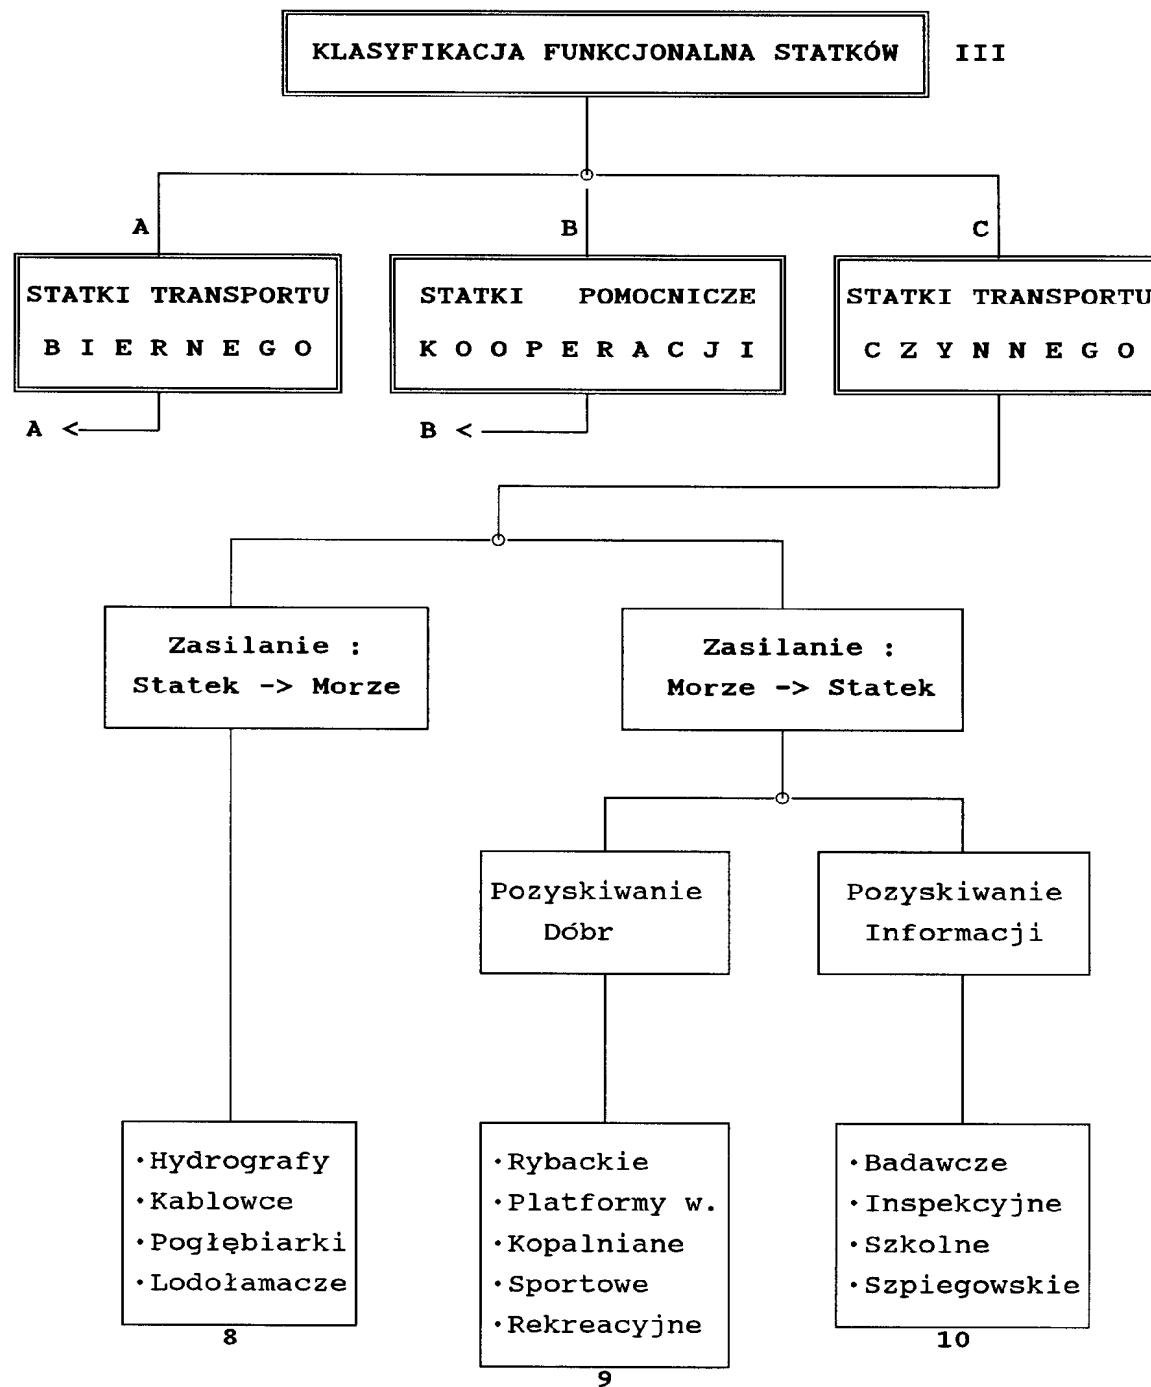 KLASYFIKACJA FUNKCJONALNA STATKÓW
III
A
B
C
STATKI TRANSPORTU
B I E R N E G O
STATKI POMOCNICZE
K O O P E R A C J I
STATKI TRANSPORTU
C Z Y N N E G O
A <
B <
Zasilanie :
Statek -> Morze
Zasilanie :
Morze -> Statek
Pozyskiwanie
Dóbr
Pozyskiwanie
Informacji
·Hydrografy
·Kablowce
·Pogłębiarki
·Lodołamacze
8
·Rybackie
·Platformy w.
·Kopalniane
·Sportowe
·Rekreacyjne
9
·Badawcze
·Inspekcyjne
·Szkolne
·Szpiegowskie
10